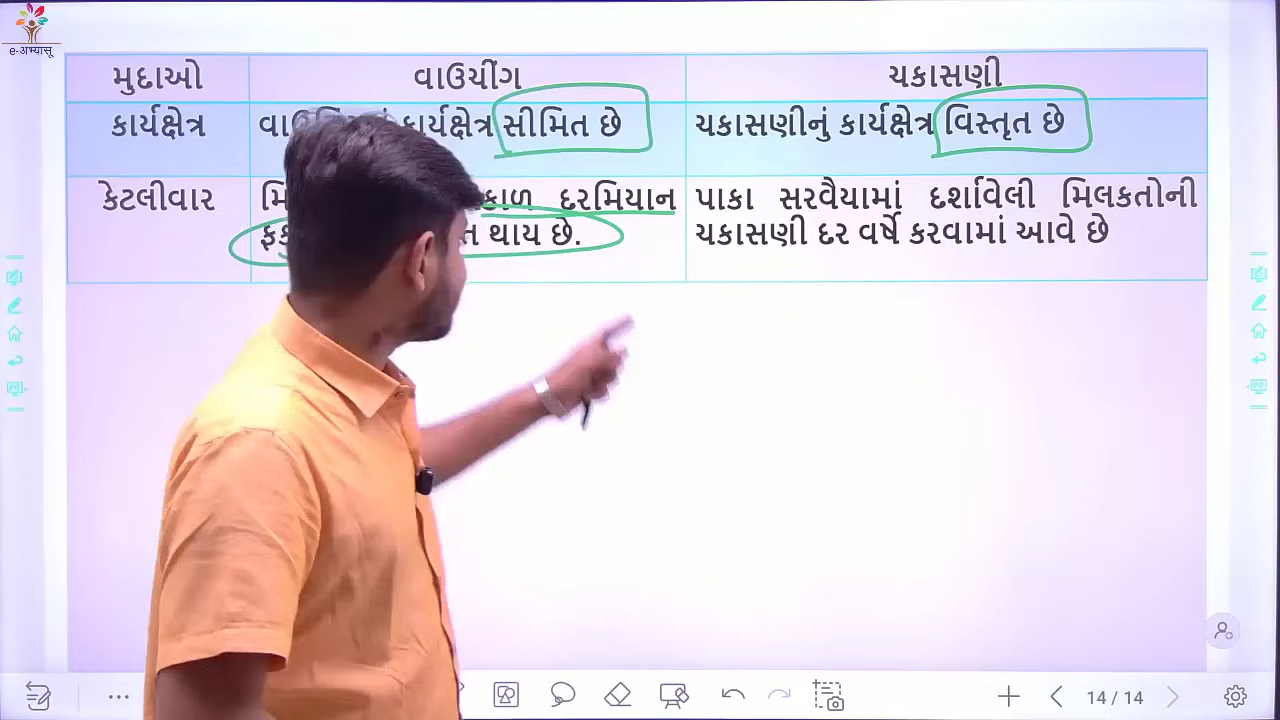 e-अभ्यासू
મુદાઓ વાઉચીંગ ચકાસણી
કાર્યક્ષેત્ર કાર્યક્ષેત્ર સીમિત છે ચકાસણીનું કાર્યક્ષેત્ર વિસ્તૃત છે
કેટલીવાર દરમિયાન પાકા સરવૈયામાં દર્શાવેલી મિલકતોની
થાય છે. ચકાસણી દર વર્ષે કરવામાં આવે છે
14 / 14